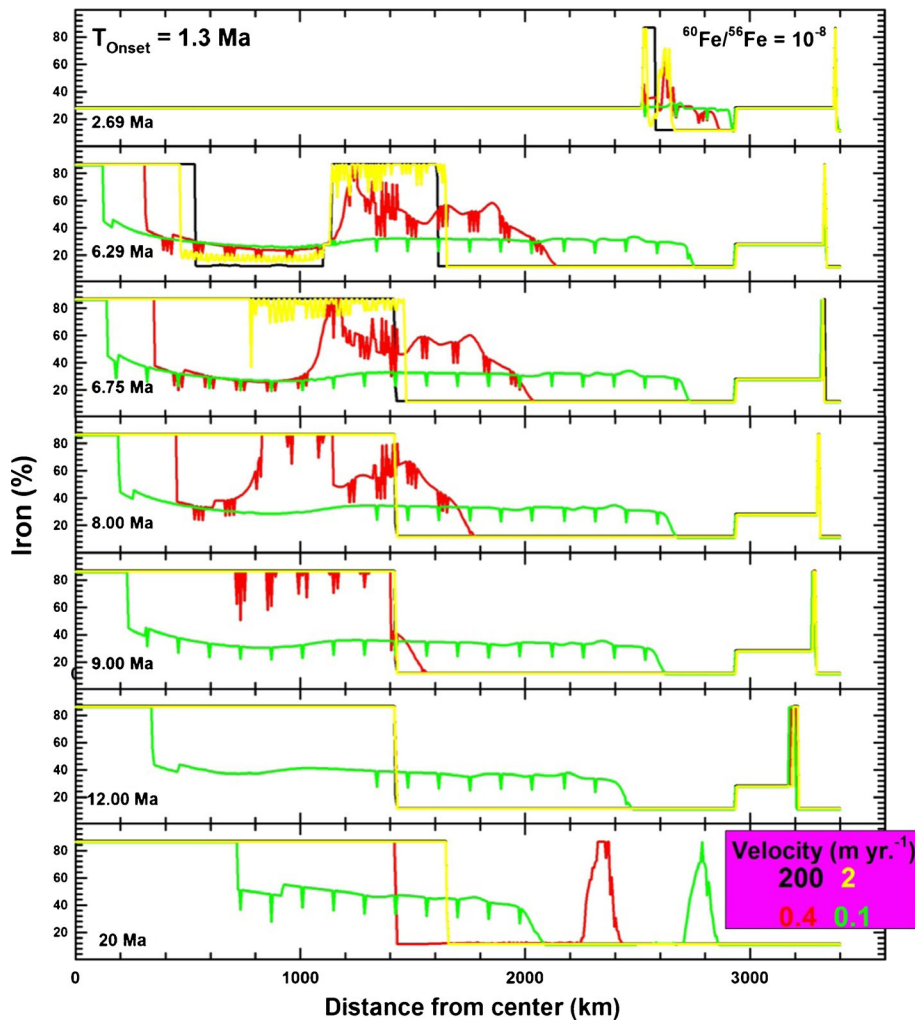 T_Onset = 1.3 Ma
⁶⁰Fe/⁵⁶Fe = 10⁻⁸
80
60
40
20
2.69 Ma
80
60
40
20
6.29 Ma
80
60
40
20
6.75 Ma
80
60
40
20
8.00 Ma
80
60
40
20
9.00 Ma
80
60
40
20
12.00 Ma
80
60
40
20
20 Ma
Iron (%)
Velocity (m yr.⁻¹)
200 2
0.4 0.1
0 1000 2000 3000
Distance from center (km)